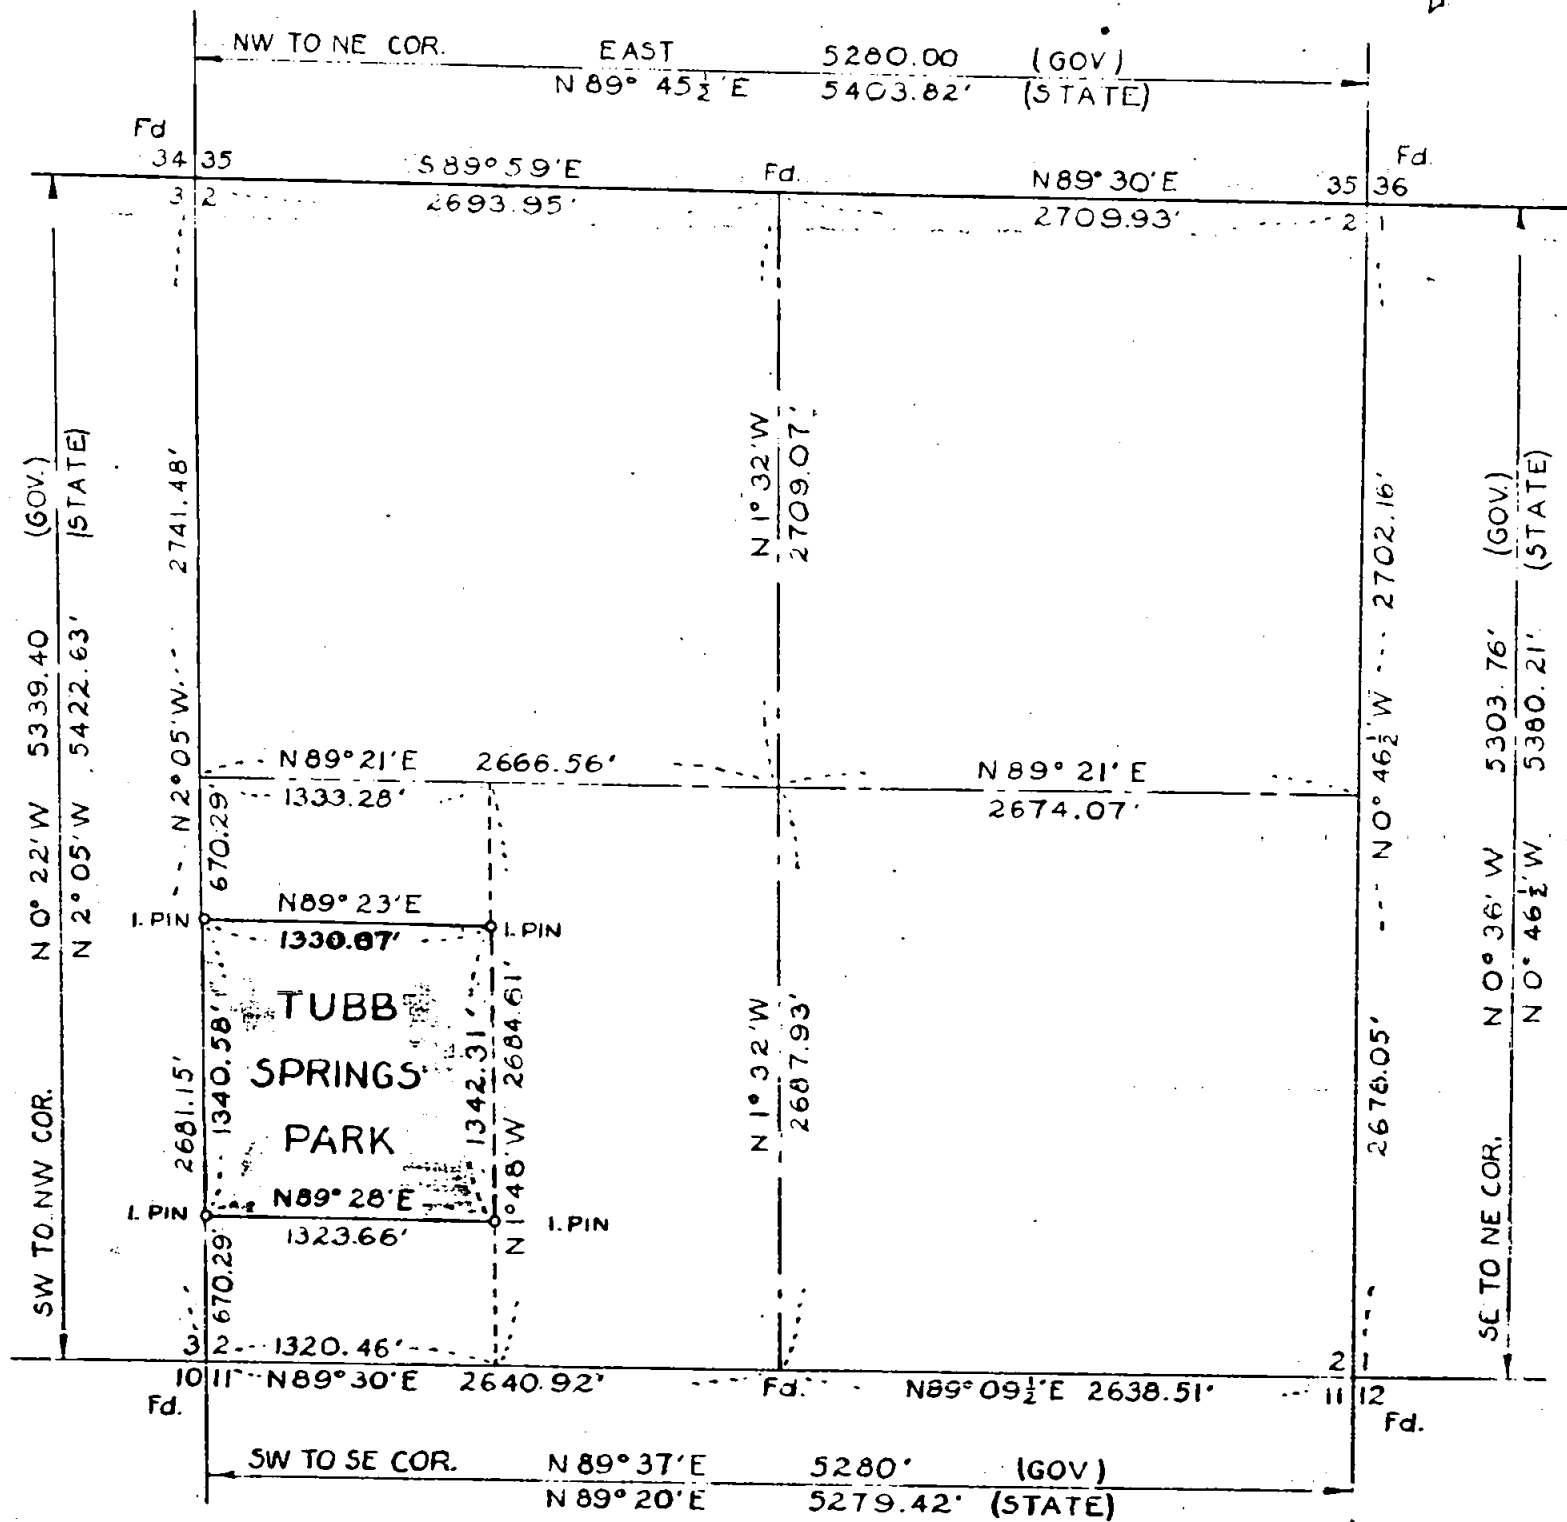 NW TO NE COR. EAST 5280.00 (GOV)
N 89° 45½' E 5403.82' (STATE)
Fd
34 35
S 89° 59' E
Fd.
N 89° 30' E
35 36
Fd.
3 2
2693.95'
2709.93'
2 1
(GOV.)
(STATE)
N 0° 22' W 5339.40
N 2° 05' W 5422.63'
SW TO NW COR.
2741.48'
N 2° 05' W
N 1° 32' W
2709.07'
2702.16'
N 0° 46½' W
(GOV.)
(STATE)
N 0° 36' W 5303.76'
N 0° 46½' W 5380.21'
SE TO NE COR.
N 89° 21' E 2666.56'
1333.28'
N 89° 21' E
2674.07'
670.29'
N 89° 23' E
I. PIN
1330.87'
I. PIN
TUBB
SPRINGS
PARK
2681.15'
1340.58'
1342.31'
N 1° 48' W 2684.61'
N 1° 32' W
2687.93'
2678.05'
I. PIN
N 89° 28' E
I. PIN
1323.66'
670.29'
3 2
1320.46'
2 1
10 11
N 89° 30' E 2640.92'
Fd.
N 89° 09½' E 2638.51'
11 12
Fd.
Fd.
SW TO SE COR. N 89° 37' E 5280' (GOV)
N 89° 20' E 5279.42' (STATE)